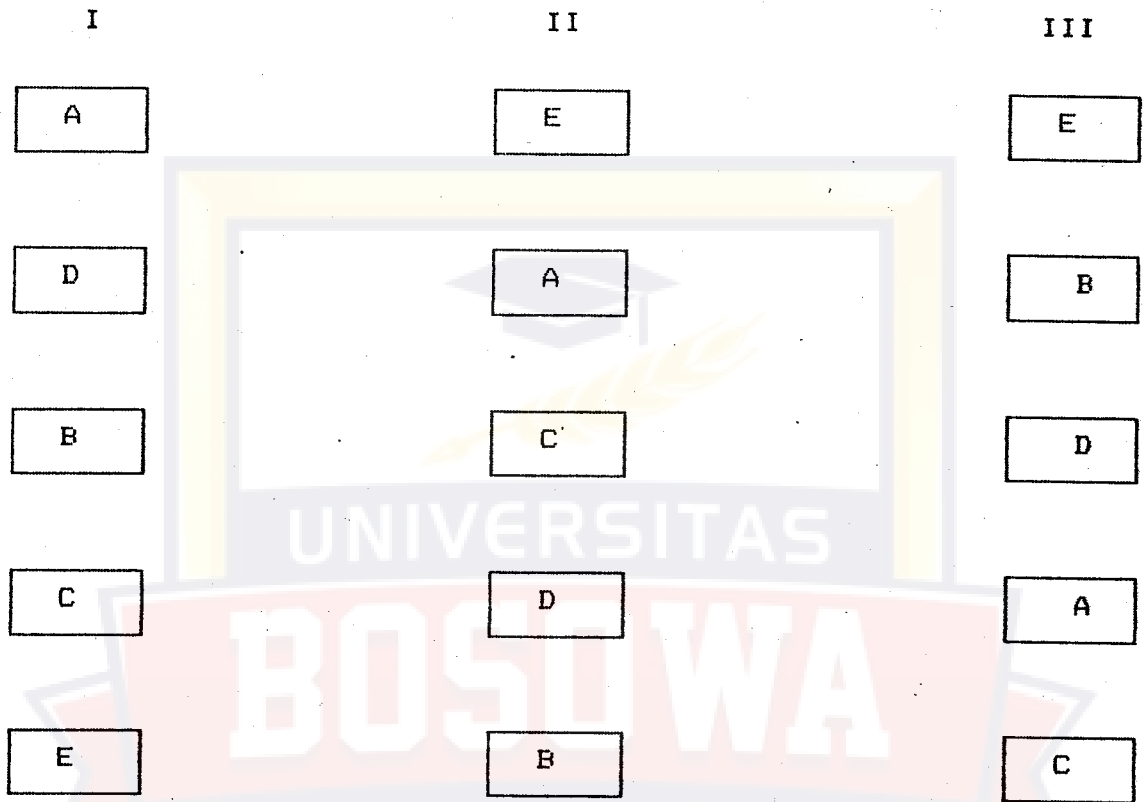 I II III
A E E
D A B
B C D
UNIVERSITAS
C D A
BOSOWA
E B C